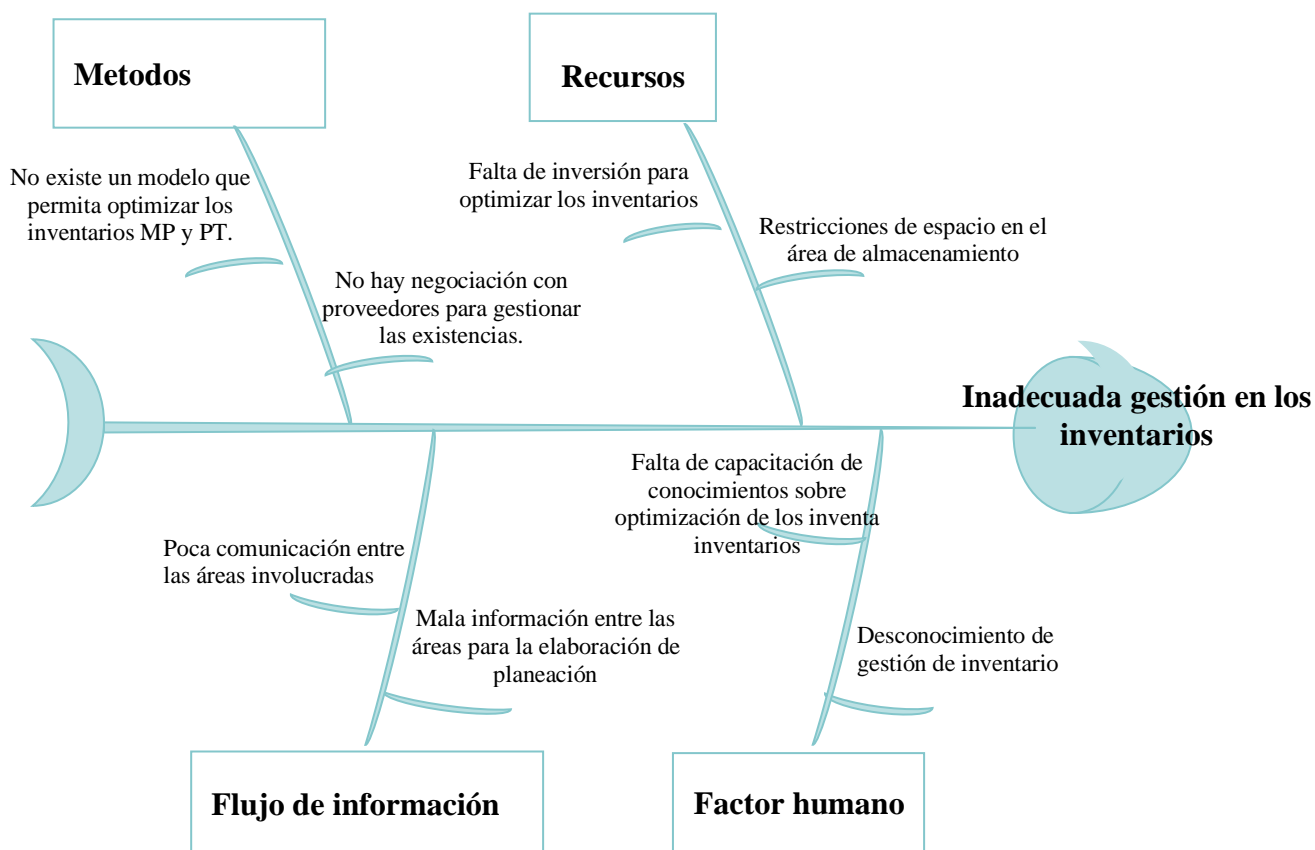 Metodos
Recursos
No existe un modelo que
permita optimizar los
inventarios MP y PT.
No hay negociación con
proveedores para gestionar
las existencias.
Falta de inversión para
optimizar los inventarios
Restricciones de espacio en el
área de almacenamiento
Inadecuada gestión en los
inventarios
Poca comunicación entre
las áreas involucradas
Mala información entre las
áreas para la elaboración de
planeación
Falta de capacitación de
conocimientos sobre
optimización de los inventa
inventarios
Desconocimiento de
gestión de inventario
Flujo de información
Factor humano